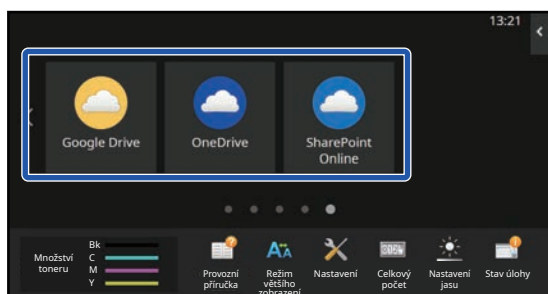 13:21
Google Drive
OneDrive
SharePoint
Online
Množství
toneru
Bk
C
M
Y
Provozní
příručka
Režim
většího
zobrazení
Nastavení
Celkový
počet
Nastavení
jasu
Stav úlohy